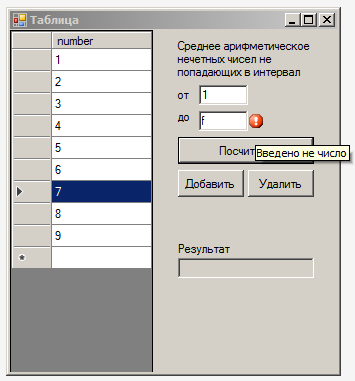 Таблица
number
1
2
3
4
5
6
7
8
9
Среднее арифметическое
нечетных чисел не
попадающих в интервал
от 1
до f
Посчит
Введено не число
Добавить Удалить
Результат